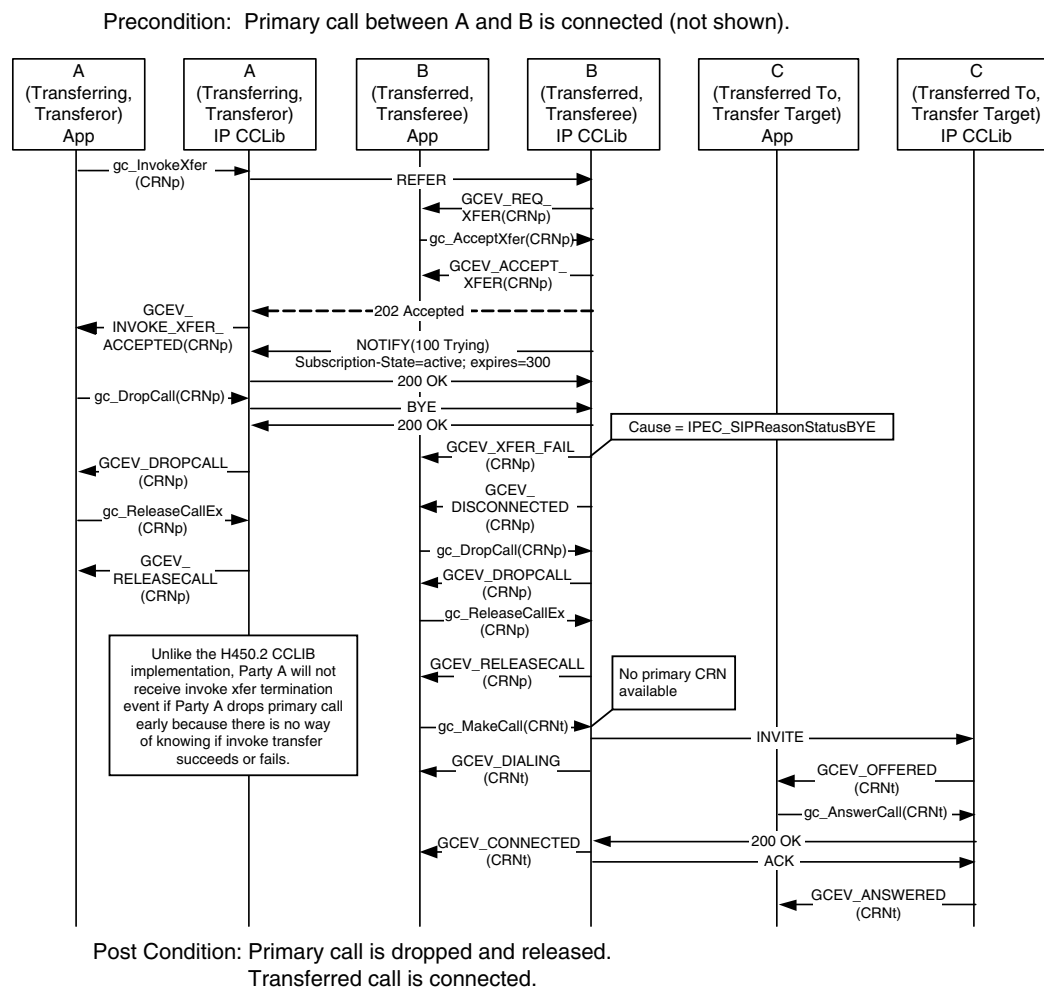 Precondition: Primary call between A and B is connected (not shown).
A
(Transferring,
Transferor)
App
A
(Transferring,
Transferor)
IP CCLib
B
(Transferred,
Transferee)
App
B
(Transferred,
Transferee)
IP CCLib
C
(Transferred To,
Transfer Target)
App
C
(Transferred To,
Transfer Target)
IP CCLib
gc_InvokeXfer
(CRNp)
REFER
GCEV_REQ_
XFER(CRNp)
gc_AcceptXfer(CRNp)
GCEV_ACCEPT_
XFER(CRNp)
202 Accepted
GCEV_
INVOKE_XFER_
ACCEPTED(CRNp)
NOTIFY(100 Trying)
Subscription-State=active; expires=300
200 OK
gc_DropCall(CRNp)
BYE
200 OK
Cause = IPEC_SIPReasonStatusBYE
GCEV_XFER_FAIL
(CRNp)
GCEV_DROPCALL
(CRNp)
GCEV_
DISCONNECTED
(CRNp)
gc_ReleaseCallEx
(CRNp)
gc_DropCall(CRNp)
GCEV_
RELEASECALL
(CRNp)
GCEV_DROPCALL
(CRNp)
gc_ReleaseCallEx
(CRNp)
Unlike the H450.2 CCLIB
implementation, Party A will not
receive invoke xfer termination
event if Party A drops primary call
early because there is no way
of knowing if invoke transfer
succeeds or fails.
GCEV_RELEASECALL
(CRNp)
No primary CRN
available
gc_MakeCall(CRNt)
INVITE
GCEV_DIALING
(CRNt)
GCEV_OFFERED
(CRNt)
gc_AnswerCall(CRNt)
200 OK
GCEV_CONNECTED
(CRNt)
ACK
GCEV_ANSWERED
(CRNt)
Post Condition: Primary call is dropped and released.
Transferred call is connected.